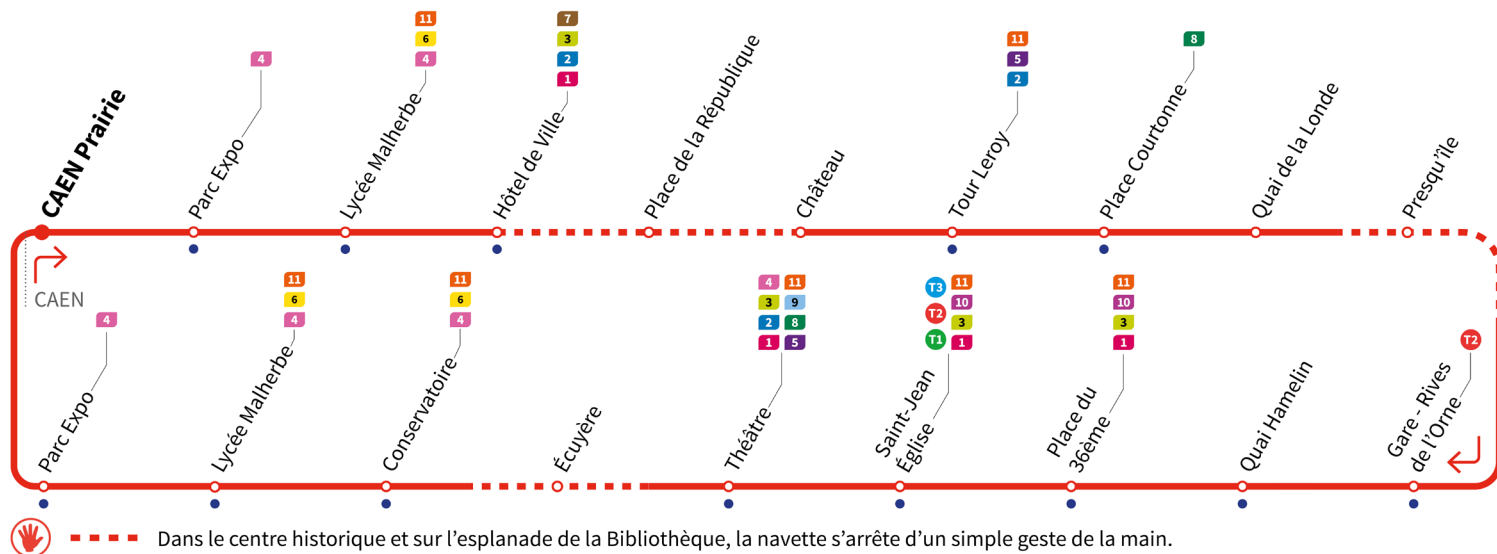 CAEN Prairie
Parc Expo
4
Lycée Malherbe
11
6
4
Hôtel de Ville
7
3
2
1
Place de la République
Château
Tour Leroy
11
5
2
Place Courtonne
8
Quai de la Londe
Presqu'île
CAEN
Parc Expo
4
Lycée Malherbe
11
6
4
Conservatoire
11
6
4
Écuyère
Théâtre
4 11
3 9
2 8
1 5
Saint-Jean
Église
T3 11
T2 10
T1 3
1
Place du
36ème
11
10
3
1
Quai Hamelin
Gare - Rives
de l'Orne
T2
Dans le centre historique et sur l'esplanade de la Bibliothèque, la navette s'arrête d'un simple geste de la main.